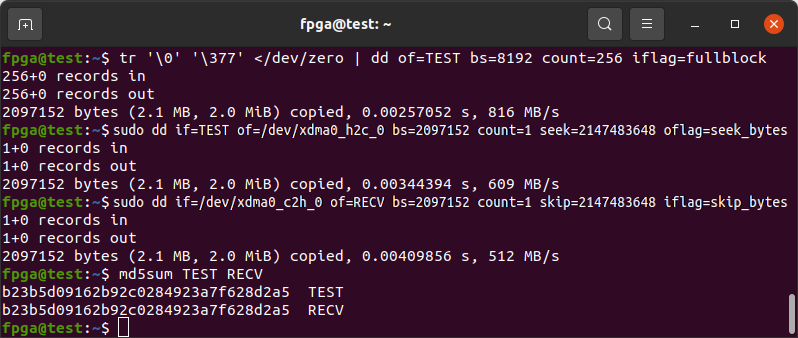 fpga@test: ~
fpga@test:~$ tr '\0' '\377' </dev/zero | dd of=TEST bs=8192 count=256 iflag=fullblock
256+0 records in
256+0 records out
2097152 bytes (2.1 MB, 2.0 MiB) copied, 0.00257052 s, 816 MB/s
fpga@test:~$ sudo dd if=TEST of=/dev/xdma0_h2c_0 bs=2097152 count=1 seek=2147483648 oflag=seek_bytes
1+0 records in
1+0 records out
2097152 bytes (2.1 MB, 2.0 MiB) copied, 0.00344394 s, 609 MB/s
fpga@test:~$ sudo dd if=/dev/xdma0_c2h_0 of=RECV bs=2097152 count=1 skip=2147483648 iflag=skip_bytes
1+0 records in
1+0 records out
2097152 bytes (2.1 MB, 2.0 MiB) copied, 0.00409856 s, 512 MB/s
fpga@test:~$ md5sum TEST RECV
b23b5d09162b92c0284923a7f628d2a5  TEST
b23b5d09162b92c0284923a7f628d2a5  RECV
fpga@test:~$